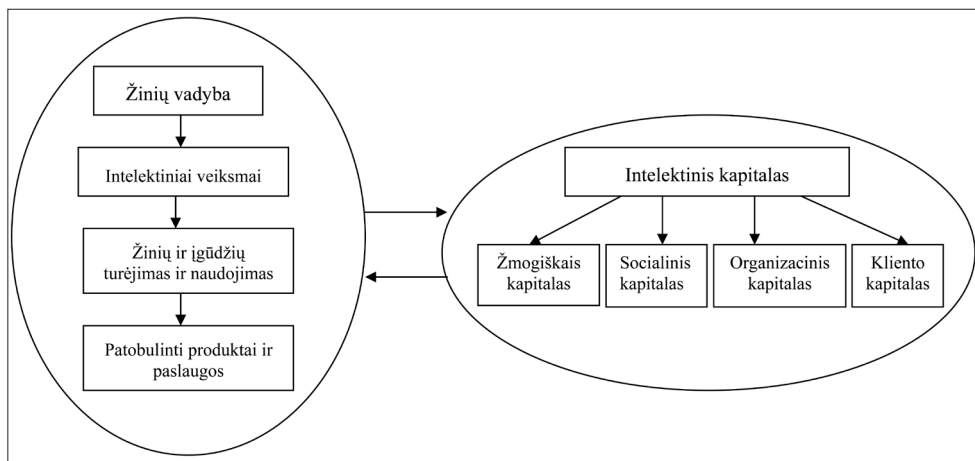 Žinių vadyba
Intelektiniai veiksmai
Žinių ir įgūdžių
turėjimas ir naudojimas
Patobulinti produktai ir
paslaugos
Intelektinis kapitalas
Žmogiškais
kapitalas
Socialinis
kapitalas
Organizacinis
kapitalas
Kliento
kapitalas